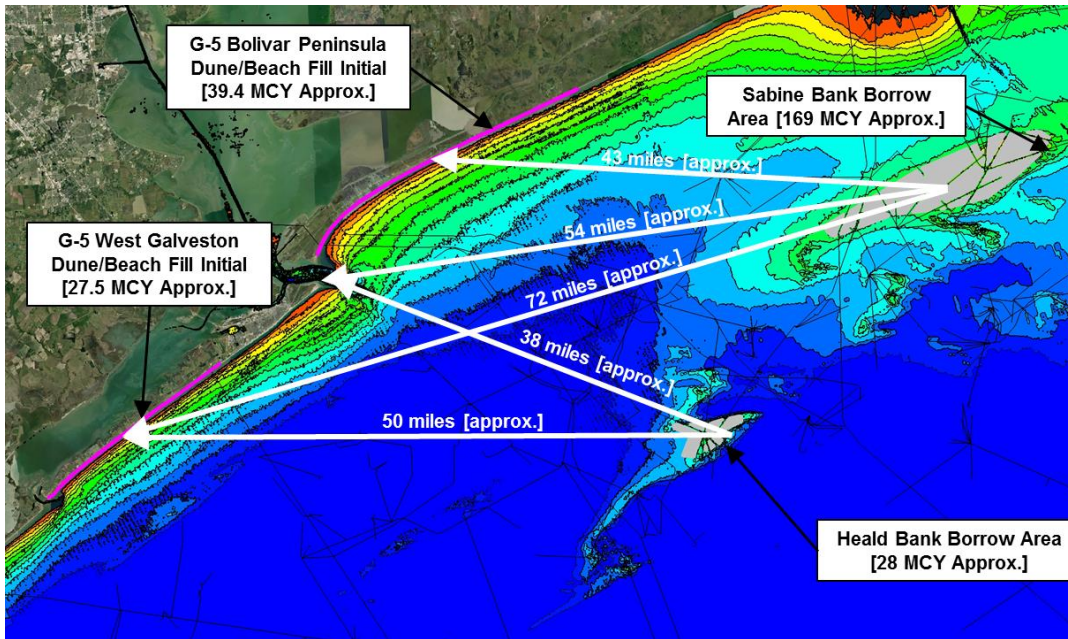 G-5 Bolivar Peninsula
Dune/Beach Fill Initial
[39.4 MCY Approx.]
Sabine Bank Borrow
Area [169 MCY Approx.]
43 miles [approx.]
54 miles [approx.]
G-5 West Galveston
Dune/Beach Fill Initial
[27.5 MCY Approx.]
72 miles [approx.]
38 miles [approx.]
50 miles [approx.]
Heald Bank Borrow Area
[28 MCY Approx.]